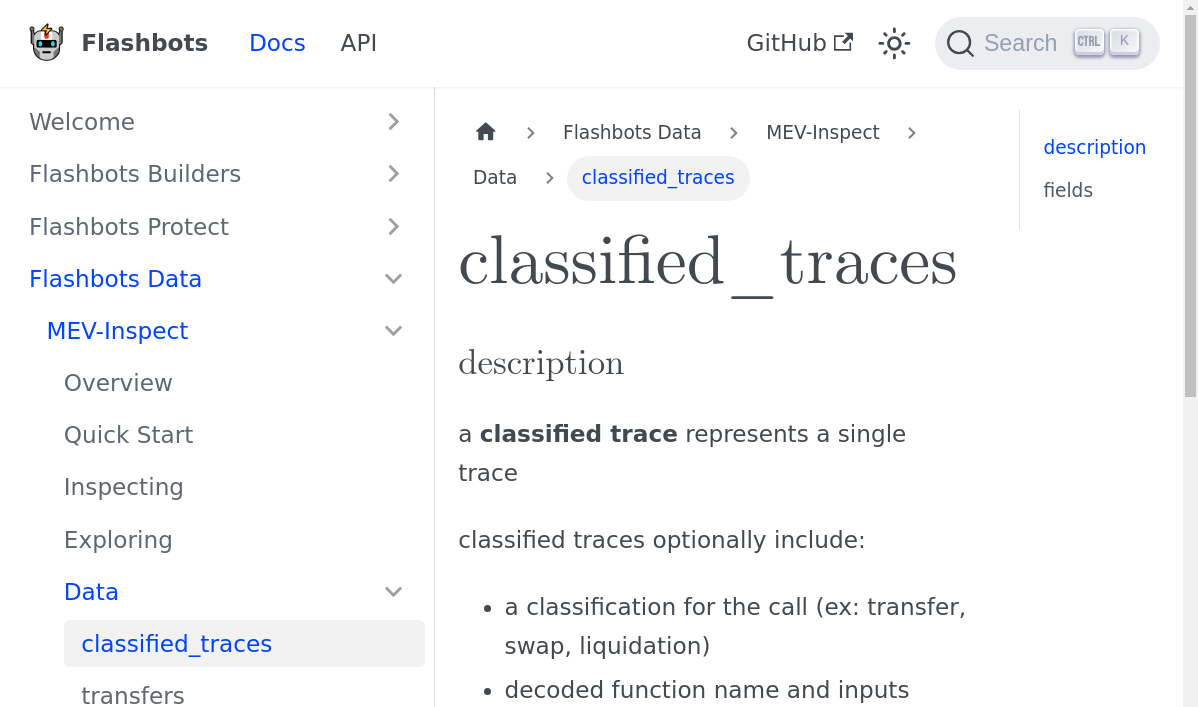 Flashbots Docs API GitHub Search CTRL K
Welcome
Flashbots Builders
Flashbots Protect
Flashbots Data
MEV-Inspect
Overview
Quick Start
Inspecting
Exploring
Data
classified_traces
transfers
Flashbots Data MEV-Inspect
Data classified_traces
classified_traces
description
a classified trace represents a single
trace
classified traces optionally include:
a classification for the call (ex: transfer,
swap, liquidation)
decoded function name and inputs
description
fields